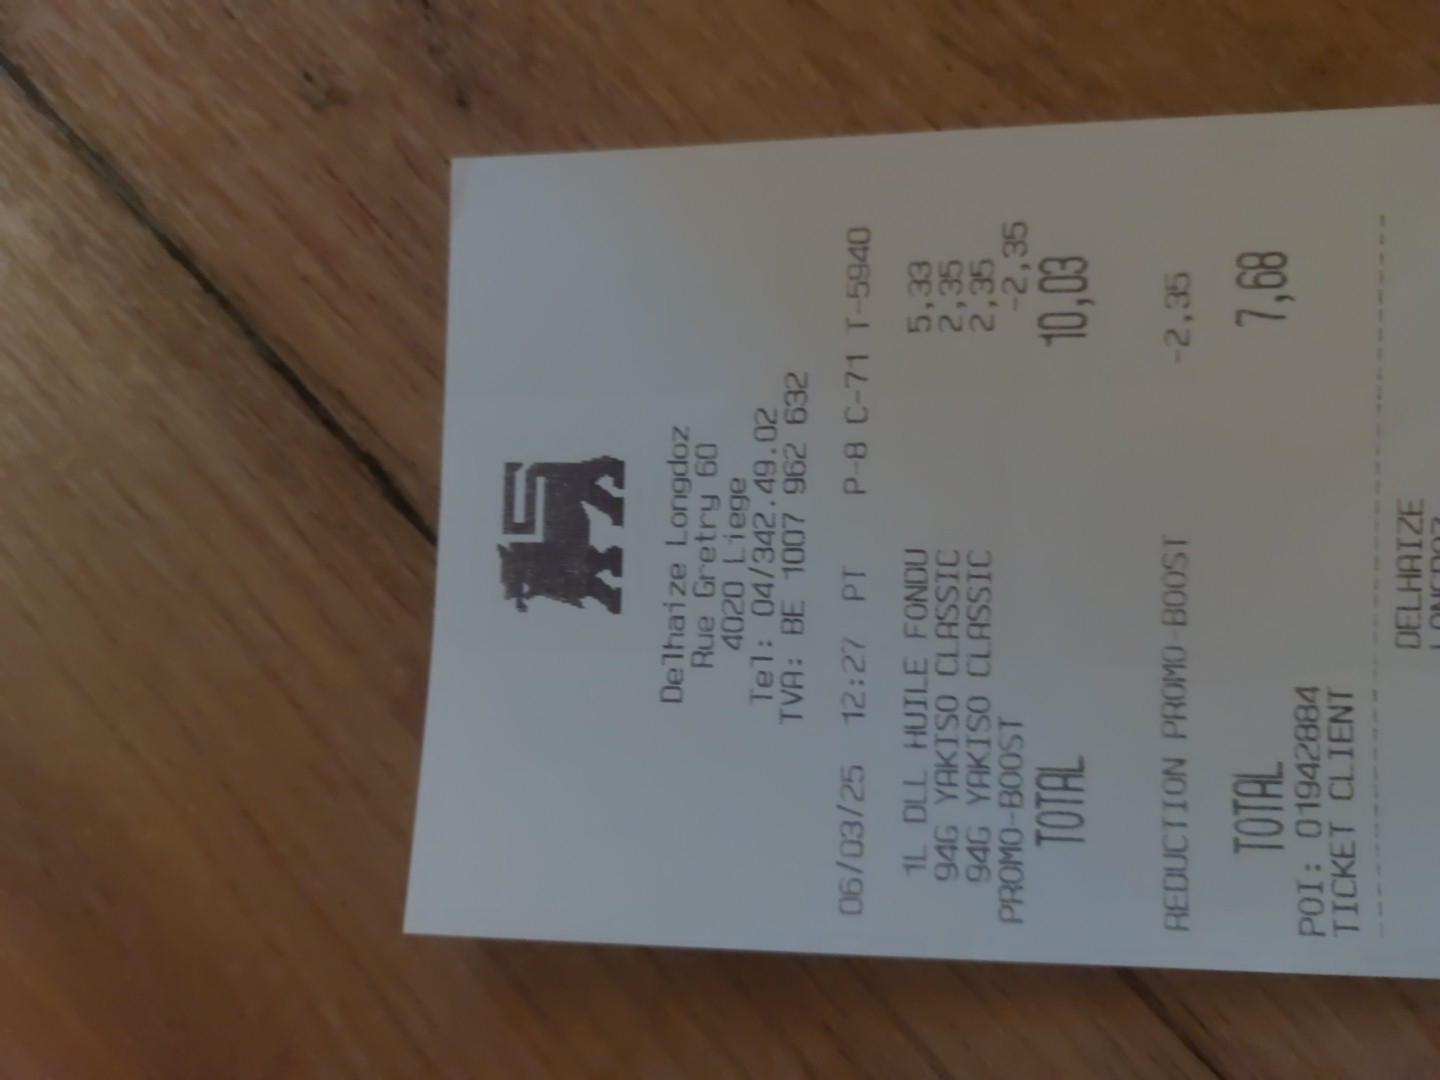 Delhaize Longdoz
Rue Gretry 60
4020 Liege
Tel: 04/342.49.02
TVA: BE 1007 962 632
06/03/25 12:27 PT P-8 C-71 T-5940
1L DLL HUILE FONDU 5,33
94G YAKISO CLASSIC 2,35
94G YAKISO CLASSIC 2,35
PROMO-BOOST -2,35
TOTAL 10,03
REDUCTION PROMO-BOOST -2,35
TOTAL 7,68
POI: 01942884
TICKET CLIENT
DELHAIZE